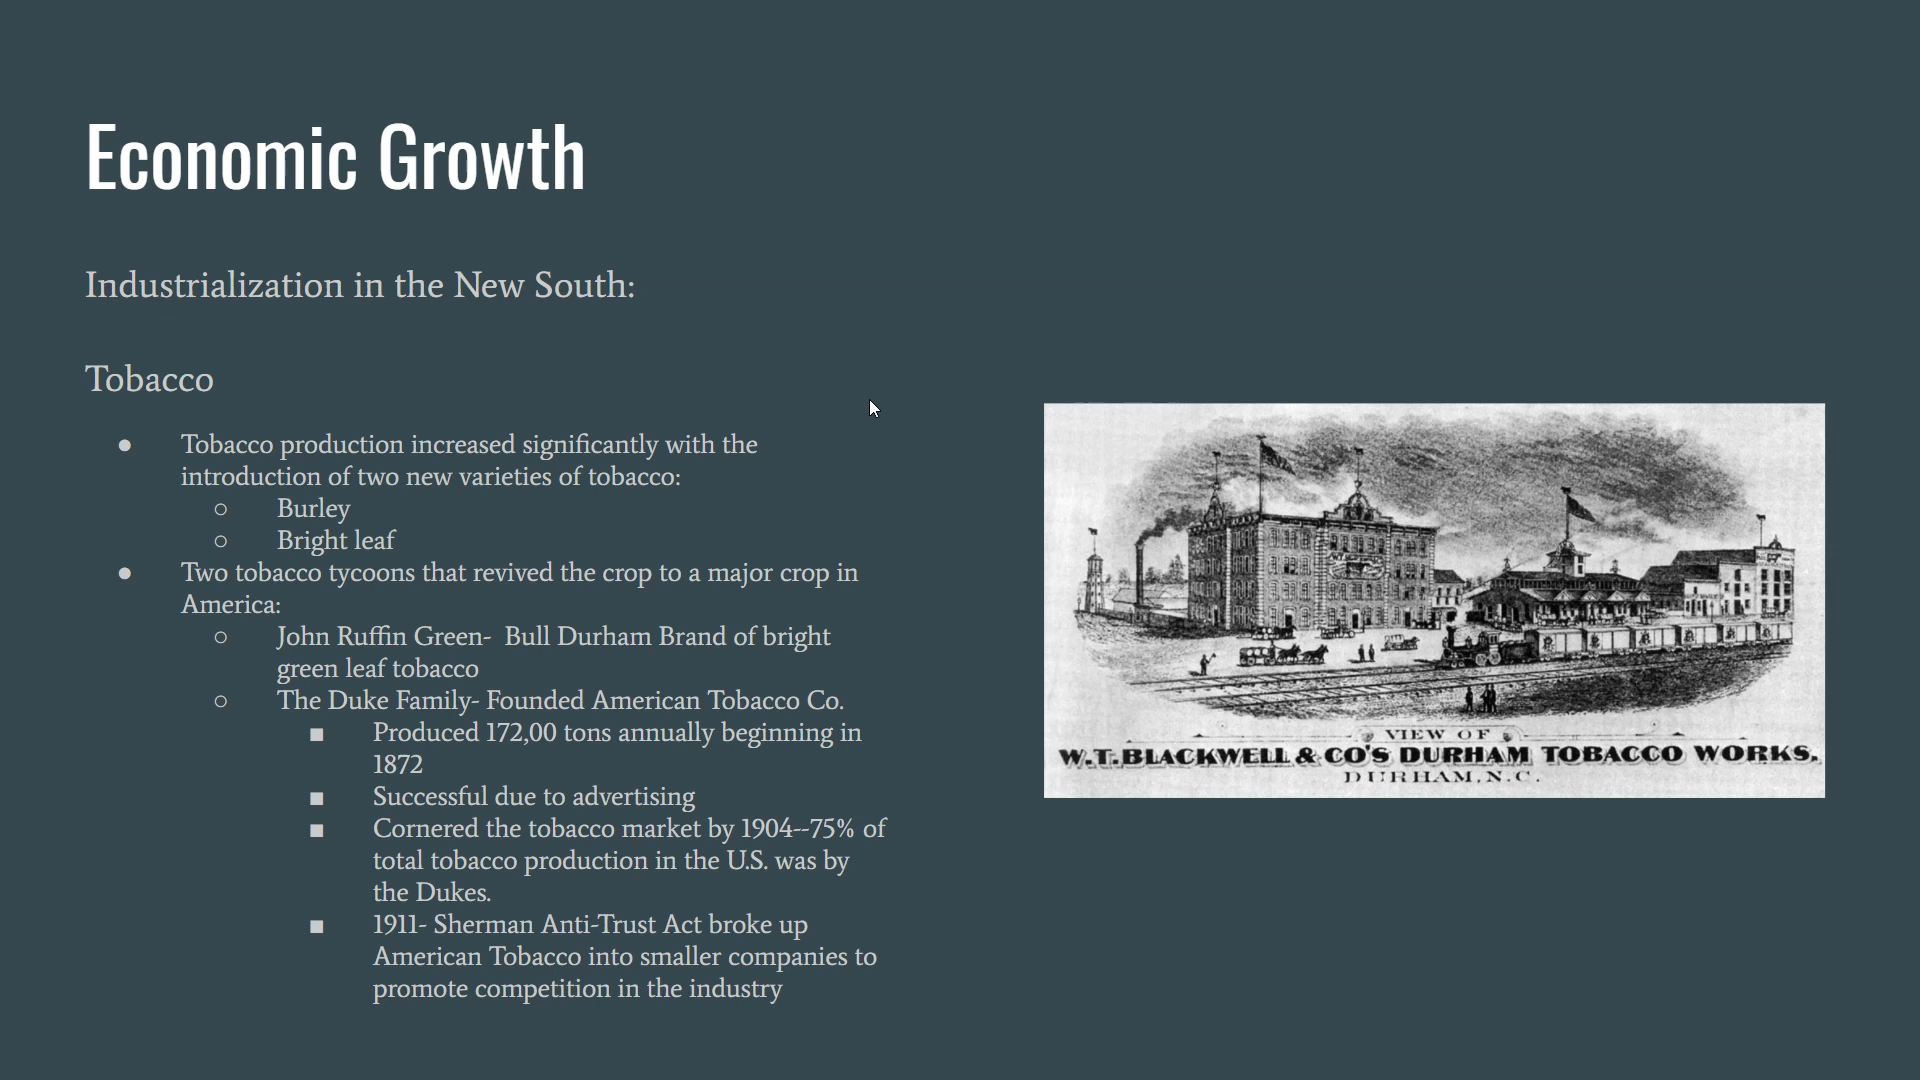 Economic Growth
Industrialization in the New South:
Tobacco
● Tobacco production increased significantly with the
introduction of two new varieties of tobacco:
○ Burley
○ Bright leaf
● Two tobacco tycoons that revived the crop to a major crop in
America:
○ John Ruffin Green-  Bull Durham Brand of bright
green leaf tobacco
○ The Duke Family- Founded American Tobacco Co.
■ Produced 172,00 tons annually beginning in
1872
■ Successful due to advertising
■ Cornered the tobacco market by 1904--75% of
total tobacco production in the U.S. was by
the Dukes.
■ 1911- Sherman Anti-Trust Act broke up
American Tobacco into smaller companies to
promote competition in the industry
VIEW OF
W.T. BLACKWELL & CO'S DURHAM TOBACCO WORKS.
DURHAM, N.C.